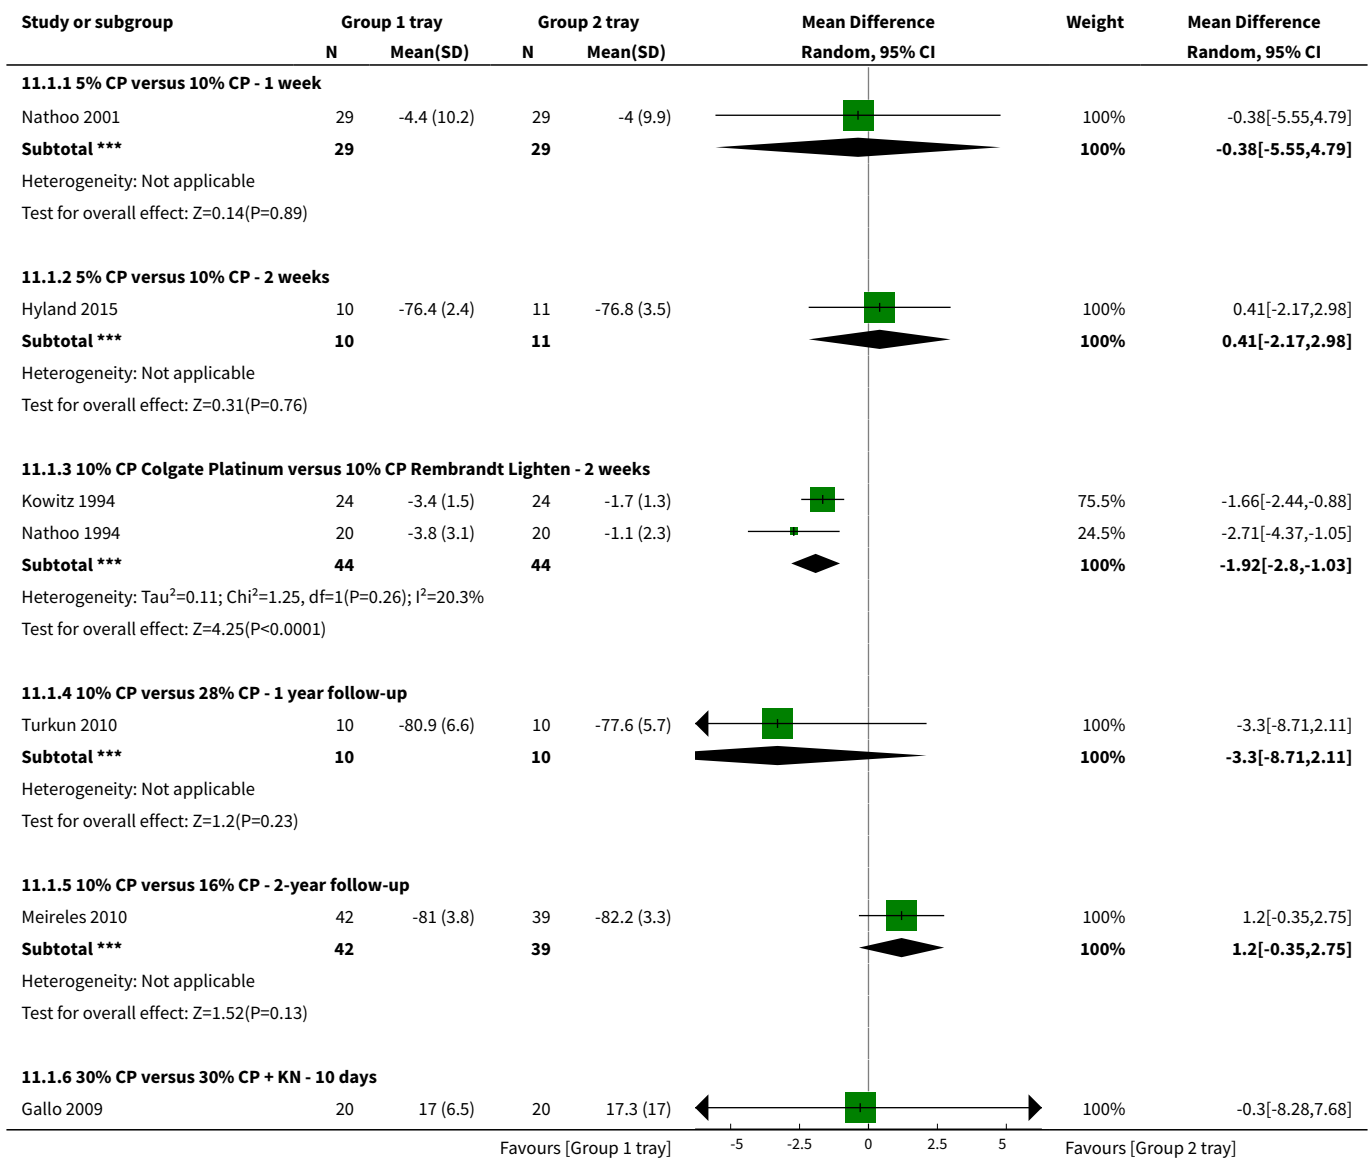 Study or subgroup Group 1 tray Group 2 tray Mean Difference Weight Mean Difference
N Mean(SD) N Mean(SD) Random, 95% CI Random, 95% CI
11.1.1 5% CP versus 10% CP - 1 week
Nathoo 2001 29 -4.4 (10.2) 29 -4 (9.9) 100% -0.38[-5.55,4.79]
Subtotal *** 29 29 100% -0.38[-5.55,4.79]
Heterogeneity: Not applicable
Test for overall effect: Z=0.14(P=0.89)
11.1.2 5% CP versus 10% CP - 2 weeks
Hyland 2015 10 -76.4 (2.4) 11 -76.8 (3.5) 100% 0.41[-2.17,2.98]
Subtotal *** 10 11 100% 0.41[-2.17,2.98]
Heterogeneity: Not applicable
Test for overall effect: Z=0.31(P=0.76)
11.1.3 10% CP Colgate Platinum versus 10% CP Rembrandt Lighten - 2 weeks
Kowitz 1994 24 -3.4 (1.5) 24 -1.7 (1.3) 75.5% -1.66[-2.44,-0.88]
Nathoo 1994 20 -3.8 (3.1) 20 -1.1 (2.3) 24.5% -2.71[-4.37,-1.05]
Subtotal *** 44 44 100% -1.92[-2.8,-1.03]
Heterogeneity: Tau²=0.11; Chi²=1.25, df=1(P=0.26); I²=20.3%
Test for overall effect: Z=4.25(P<0.0001)
11.1.4 10% CP versus 28% CP - 1 year follow-up
Turkun 2010 10 -80.9 (6.6) 10 -77.6 (5.7) 100% -3.3[-8.71,2.11]
Subtotal *** 10 10 100% -3.3[-8.71,2.11]
Heterogeneity: Not applicable
Test for overall effect: Z=1.2(P=0.23)
11.1.5 10% CP versus 16% CP - 2-year follow-up
Meireles 2010 42 -81 (3.8) 39 -82.2 (3.3) 100% 1.2[-0.35,2.75]
Subtotal *** 42 39 100% 1.2[-0.35,2.75]
Heterogeneity: Not applicable
Test for overall effect: Z=1.52(P=0.13)
11.1.6 30% CP versus 30% CP + KN - 10 days
Gallo 2009 20 17 (6.5) 20 17.3 (17) 100% -0.3[-8.28,7.68]
Favours [Group 1 tray] -5 -2.5 0 2.5 5 Favours [Group 2 tray]